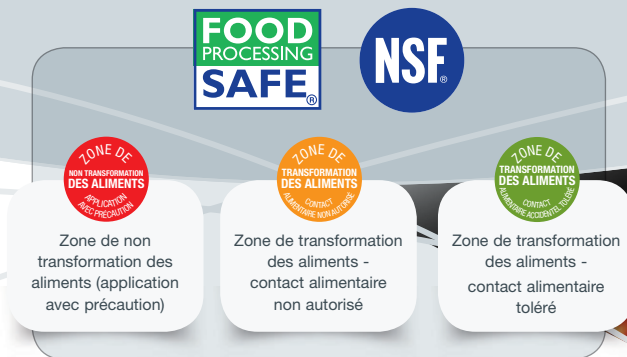 FOOD
PROCESSING
SAFE®
NSF®
ZONE DE
NON TRANSFORMATION
DES ALIMENTS
APPLICATION
AVEC PRÉCAUTION
Zone de non
transformation des
aliments (application
avec précaution)
ZONE DE
TRANSFORMATION
DES ALIMENTS
CONTACT
ALIMENTAIRE NON AUTORISÉ
Zone de transformation
des aliments -
contact alimentaire
non autorisé
ZONE DE
TRANSFORMATION
DES ALIMENTS
CONTACT
ALIMENTAIRE ACCIDENTEL TOLÉRÉ
Zone de transformation
des aliments -
contact alimentaire
toléré